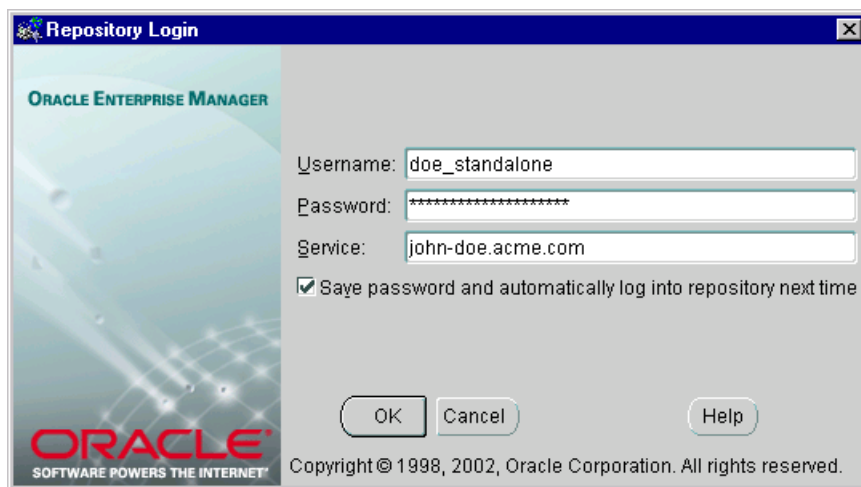 Repository Login
ORACLE ENTERPRISE MANAGER
Username: doe_standalone
Password: ********************
Service: john-doe.acme.com
Save password and automatically log into repository next time
OK Cancel Help
ORACLE®
SOFTWARE POWERS THE INTERNET™
Copyright © 1998, 2002, Oracle Corporation. All rights reserved.